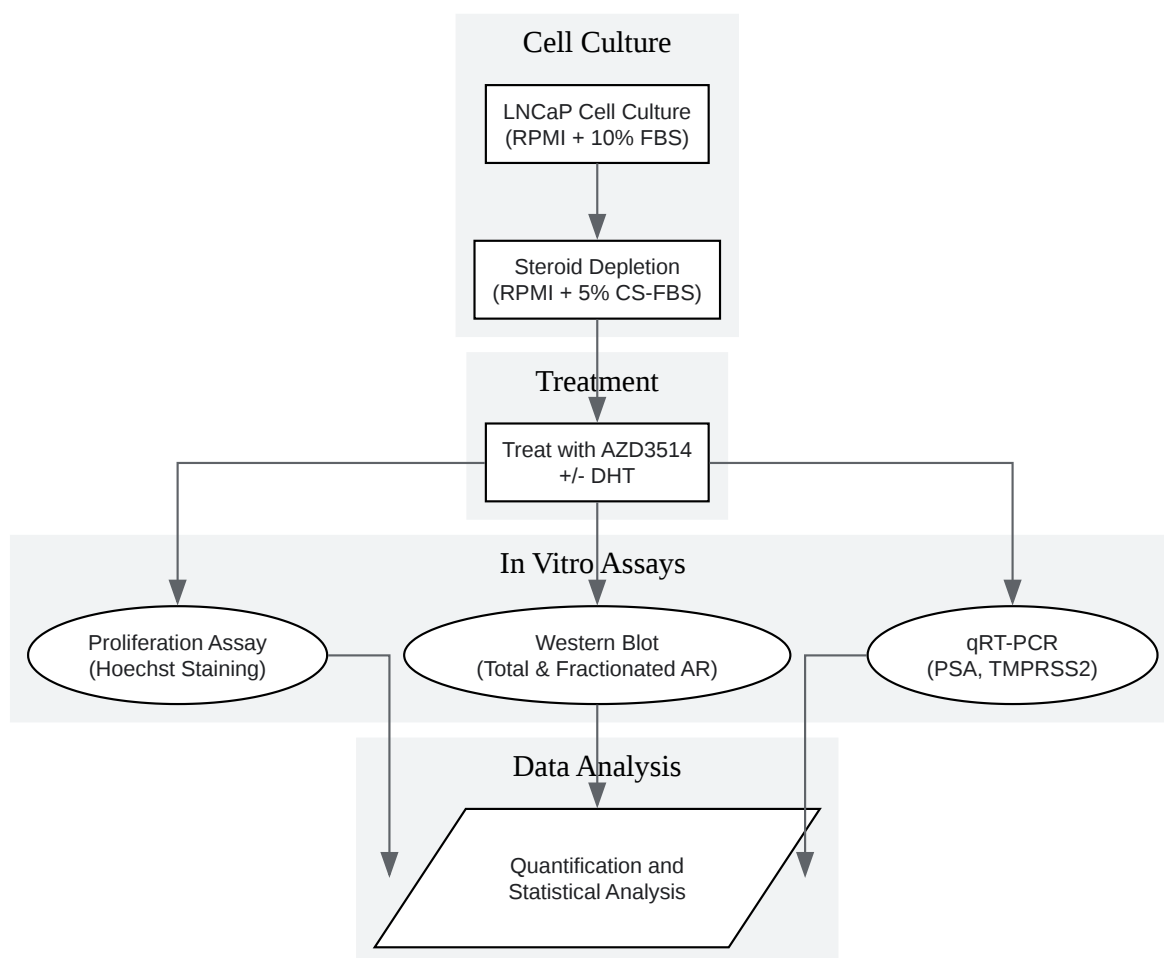 Cell Culture
LNCaP Cell Culture
(RPMI + 10% FBS)
Steroid Depletion
(RPMI + 5% CS-FBS)
Treatment
Treat with AZD3514
+/- DHT
In Vitro Assays
Proliferation Assay
(Hoechst Staining)
Western Blot
(Total & Fractionated AR)
qRT-PCR
(PSA, TMPRSS2)
Data Analysis
Quantification and
Statistical Analysis